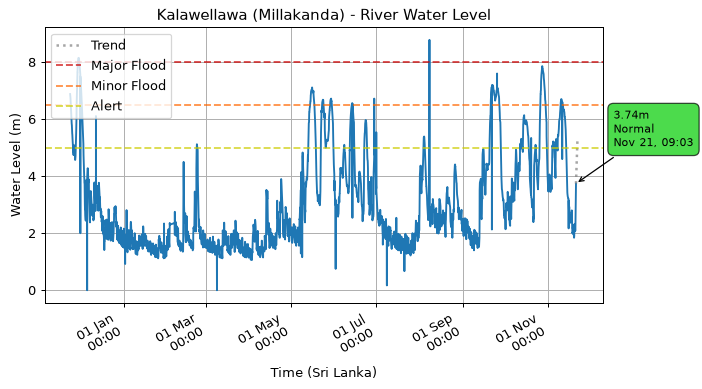 Kalawellawa (Millakanda) - River Water Level
Trend
Major Flood
Minor Flood
Alert
3.74m
Normal
Nov 21, 09:03
Water Level (m)
8
6
4
2
0
01 Jan
00:00
01 Mar
00:00
01 May
00:00
01 Jul
00:00
01 Sep
00:00
01 Nov
00:00
Time (Sri Lanka)